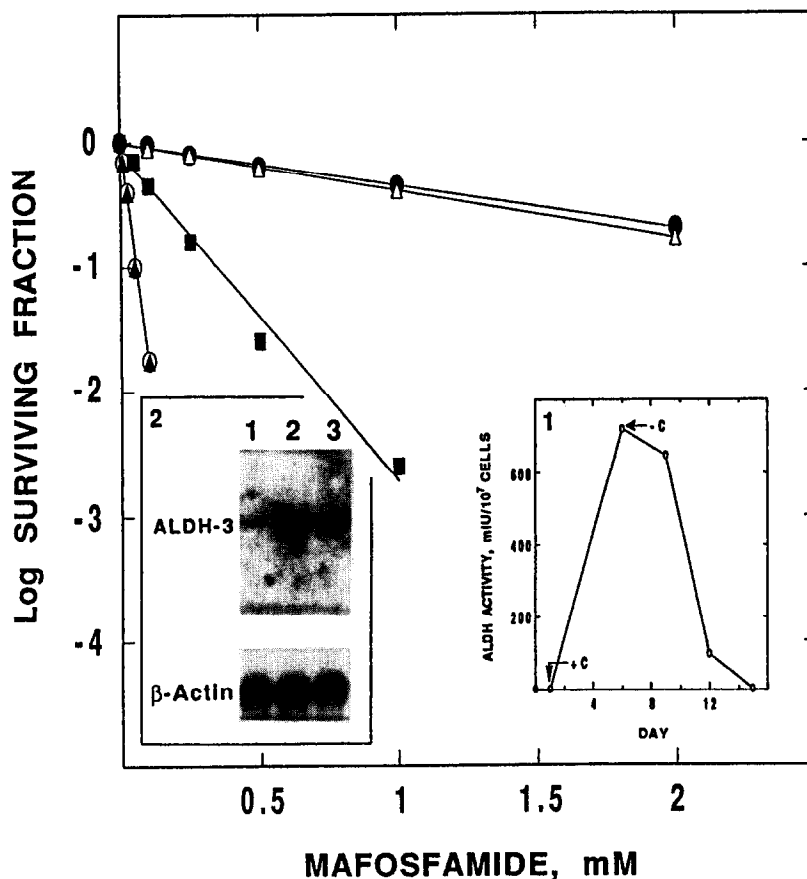 Log SURVIVING FRACTION
0
-1
-2
-3
-4
0.5
1
1.5
2
MAFOSFAMIDE, mM
2
1 2 3
ALDH-3
β-Actin
1
ALDH ACTIVITY, mIU/10⁷ CELLS
600
400
200
- C
+ C
4
8
12
DAY